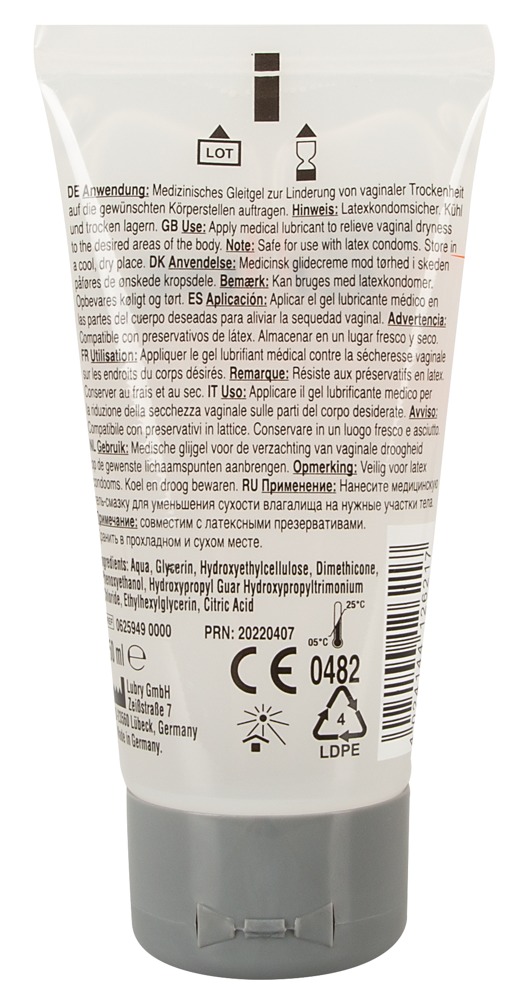 LOT
DE Anwendung: Medizinisches Gleitgel zur Linderung von vaginaler Trockenheit
auf die gewünschten Körperstellen auftragen. Hinweis: Latexkondomsicher. Kühl
und trocken lagern. GB Use: Apply medical lubricant to relieve vaginal dryness
to the desired areas of the body. Note: Safe for use with latex condoms. Store in
a cool, dry place. DK Anvendelse: Medicinsk glidecreme mod tørhed i skeden
påføres de ønskede kropsdele. Bemærk: Kan bruges med latexkondomer.
Opbevares køligt og tørt. ES Aplicación: Aplicar el gel lubricante médico en
las partes del cuerpo deseadas para aliviar la sequedad vaginal. Advertencia:
Compatible con preservativos de látex. Almacenar en un lugar fresco y seco.
FR Utilisation: Appliquer le gel lubrifiant médical contre la sècheresse vaginale
sur les endroits du corps désirés. Remarque: Résiste aux préservatifs en latex.
Conserver au frais et au sec. IT Uso: Applicare il gel lubrificante medico per
la riduzione della secchezza vaginale sulle parti del corpo desiderate. Avviso:
Compatibile con preservativi in lattice. Conservare in un luogo fresco e asciutto.
NL Gebruik: Medische glijgel voor de verzachting van vaginale droogheid
op de gewenste lichaamspunten aanbrengen. Opmerking: Veilig voor latex
condooms. Koel en droog bewaren. RU Применение: Нанесите медицинскую
гель-смазку для уменьшения сухости влагалища на нужные участки тела.
Примечание: совместим с латексными презервативами.
Хранить в прохладном и сухом месте.
Ingredients: Aqua, Glycerin, Hydroxyethylcellulose, Dimethicone,
Phenoxyethanol, Hydroxypropyl Guar Hydroxypropyltrimonium
Chloride, Ethylhexylglycerin, Citric Acid
0625949 0000
PRN: 20220407
05°C
25°C
50 ml e
CE 0482
Lubry GmbH
Zeißstraße 7
23560 Lübeck, Germany
Made in Germany.
4
LDPE